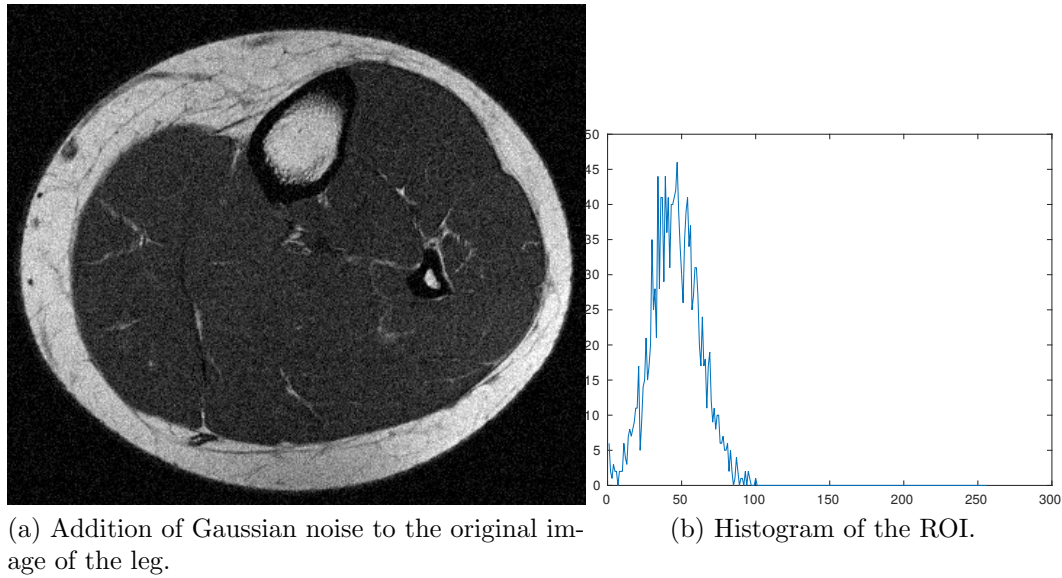 50
45
40
35
30
25
20
15
10
5
0
0 50 100 150 200 250 300
(a) Addition of Gaussian noise to the original im-
age of the leg.
(b) Histogram of the ROI.